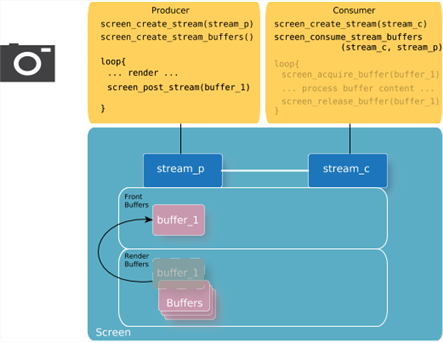 Producer
screen_create_stream(stream_p)
screen_create_stream_buffers()
loop{
... render ...
screen_post_stream(buffer_1)
}
Consumer
screen_create_stream(stream_c)
screen_consume_stream_buffers
(stream_c, stream_p)
loop{
screen_acquire_buffer(buffer_1)
... process buffer content ...
screen_release_buffer(buffer_1)
}
stream_p
stream_c
Front
Buffers
buffer_1
Render
Buffers
buffer_1
Buffers
Screen